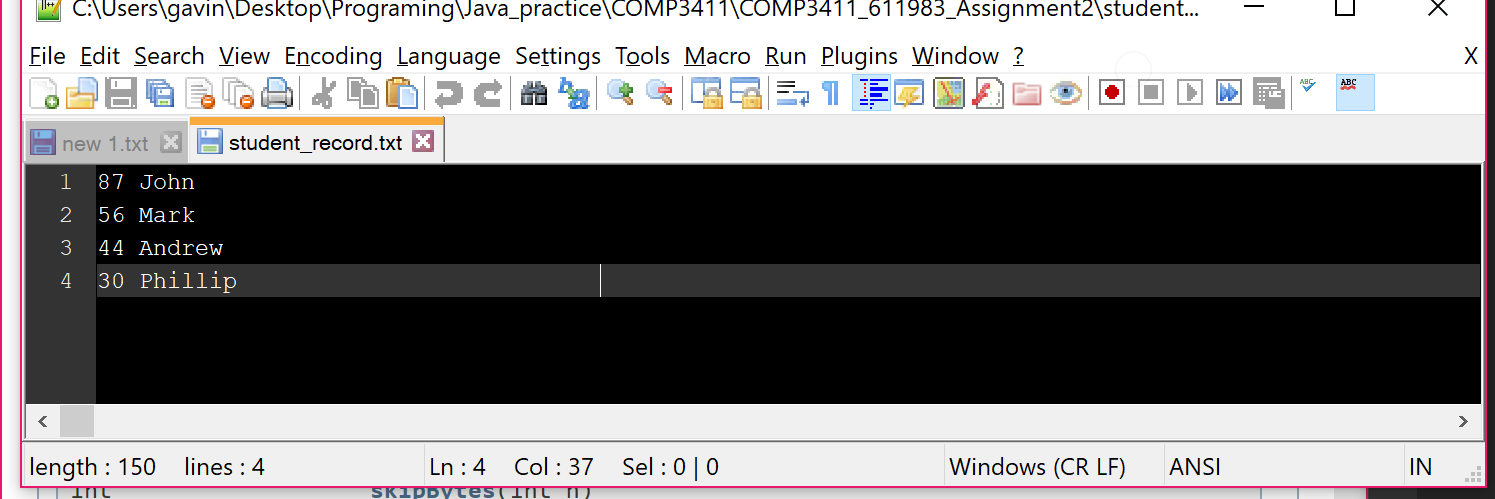 C:\Users\gavin\Desktop\Programing\Java_practice\COMP3411\COMP3411_611983_Assignment2\student...
File Edit Search View Encoding Language Settings Tools Macro Run Plugins Window ? X
ABC ABC
new 1.txt student_record.txt
1 87 John
2 56 Mark
3 44 Andrew
4 30 Phillip
length : 150 lines : 4 Ln : 4 Col : 37 Sel : 0 | 0 Windows (CR LF) ANSI IN
int skipBytes(int n)